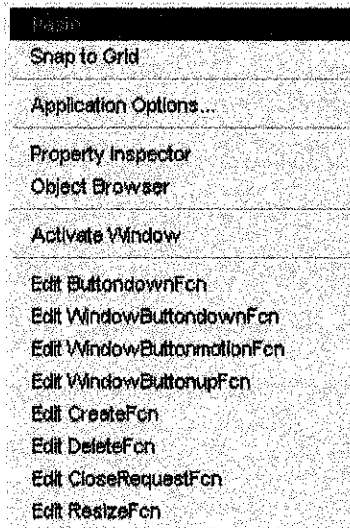 Paste
Snap to Grid
Application Options...
Property Inspector
Object Browser
Activate Window
Edit ButtondownFcn
Edit WindowButtondownFcn
Edit WindowButtonmotionFcn
Edit WindowButtonupFcn
Edit CreateFcn
Edit DeleteFcn
Edit CloseRequestFcn
Edit ResizeFcn